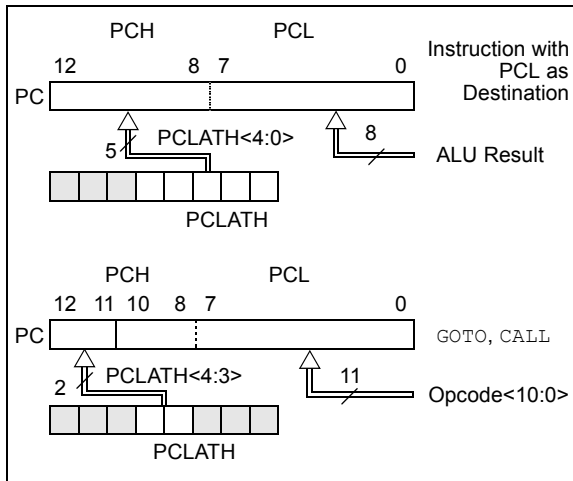 PCH PCL
12 8 7 0
Instruction with
PCL as
Destination
PC
PCLATH<4:0>
5
8
ALU Result
PCLATH
PCH PCL
12 11 10 8 7 0
PC
GOTO, CALL
PCLATH<4:3>
2
11
Opcode<10:0>
PCLATH